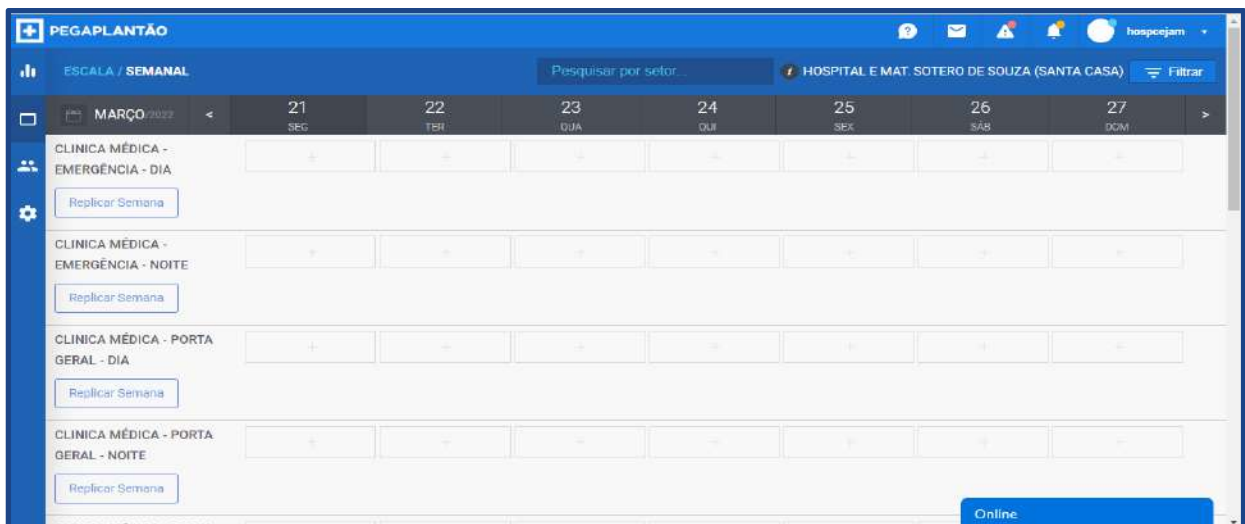 PEGAPLANTÃO
hospcejam
ESCALA / SEMANAL
Pesquisar por setor...
HOSPITAL E MAT. SOTERO DE SOUZA (SANTA CASA)
Filtrar
MARÇO/2022 < 21 22 23 24 25 26 27 >
SEG TER QUA QUI SEX SÁB DOM
CLINICA MÉDICA -
EMERGÊNCIA - DIA
Replicar Semana
CLINICA MÉDICA -
EMERGÊNCIA - NOITE
Replicar Semana
CLINICA MÉDICA - PORTA
GERAL - DIA
Replicar Semana
CLINICA MÉDICA - PORTA
GERAL - NOITE
Replicar Semana
Online